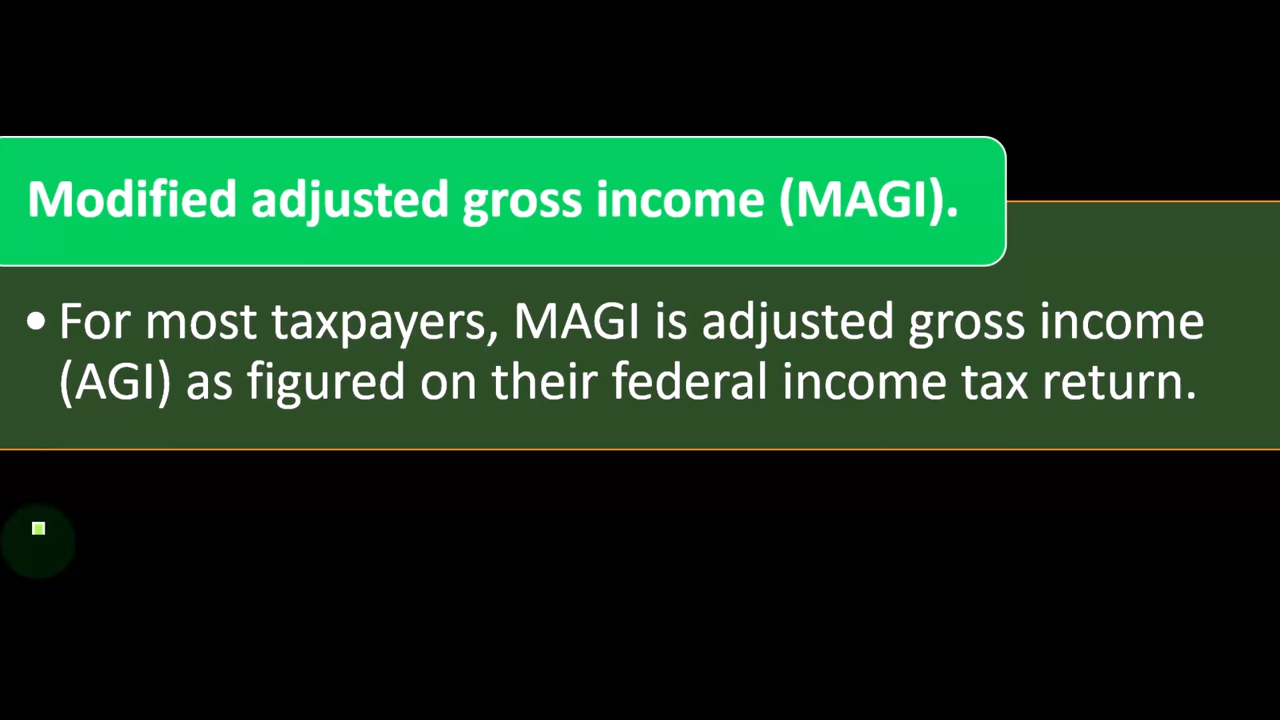 Modified adjusted gross income (MAGI).
• For most taxpayers, MAGI is adjusted gross income
(AGI) as figured on their federal income tax return.